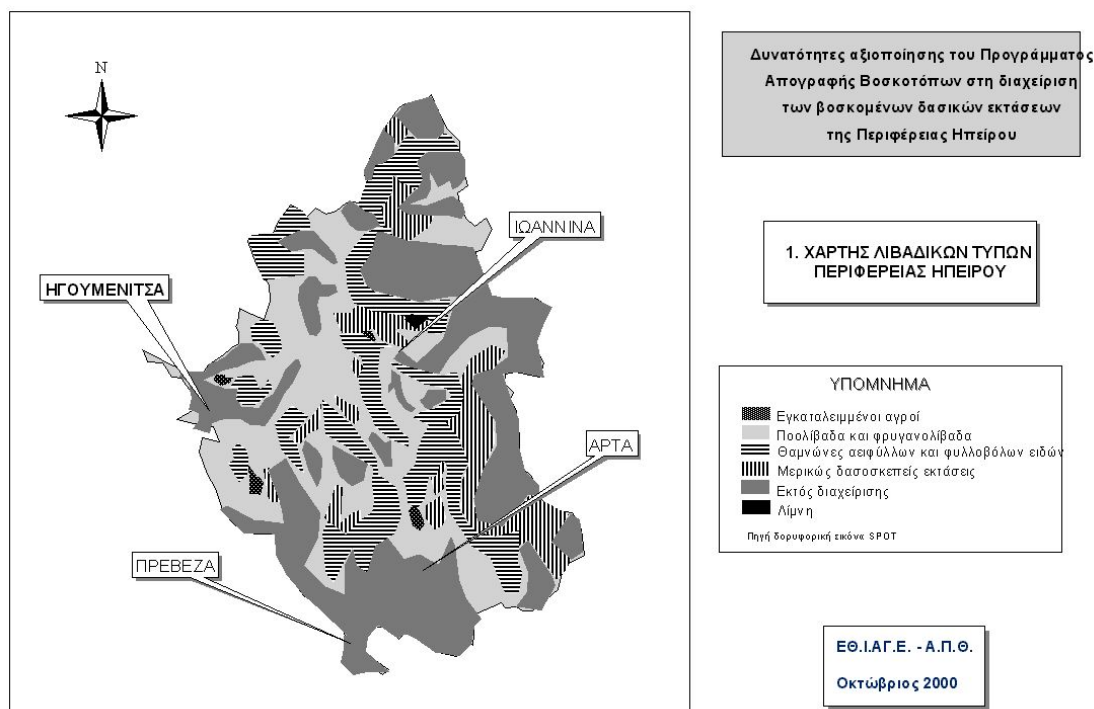 Δυνατότητες αξιοποίησης του Προγράμματος
Απογραφής Βοσκοτόπων στη διαχείριση
των βοσκομένων δασικών εκτάσεων
της Περιφέρειας Ηπείρου
N
ΙΩΑΝΝΙΝΑ
ΗΓΟΥΜΕΝΙΤΣΑ
ΑΡΤΑ
ΠΡΕΒΕΖΑ
1. ΧΑΡΤΗΣ ΛΙΒΑΔΙΚΩΝ ΤΥΠΩΝ
ΠΕΡΙΦΕΡΕΙΑΣ ΗΠΕΙΡΟΥ
ΥΠΟΜΝΗΜΑ
Εγκαταλειμμένοι αγροί
Ποολίβαδα και φρυγανολίβαδα
Θαμνώνες αειφύλλων και φυλλοβόλων ειδών
Μερικώς δασοσκεπείς εκτάσεις
Εκτός διαχείρισης
Λίμνη
Πηγή δορυφορική εικόνα SPOT
ΕΘ.Ι.ΑΓ.Ε. - Α.Π.Θ.
Οκτώβριος 2000